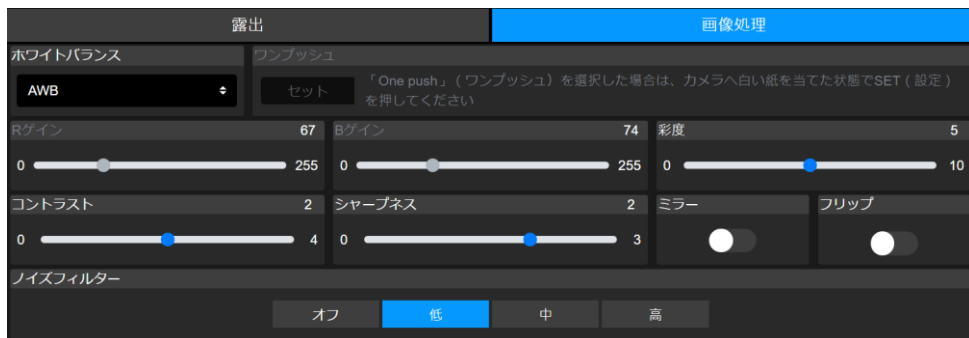 露出 画像処理
ホワイトバランス ワンプッシュ
AWB セット 「One push」(ワンプッシュ）を選択した場合は、カメラへ白い紙を当てた状態でSET ( 設定 )
を押してください
Rゲイン 67 Bゲイン 74 彩度 5
0 255 0 255 0 10
コントラスト 2 シャープネス 2 ミラー フリップ
0 4 0 3
ノイズフィルター
オフ 低 中 高